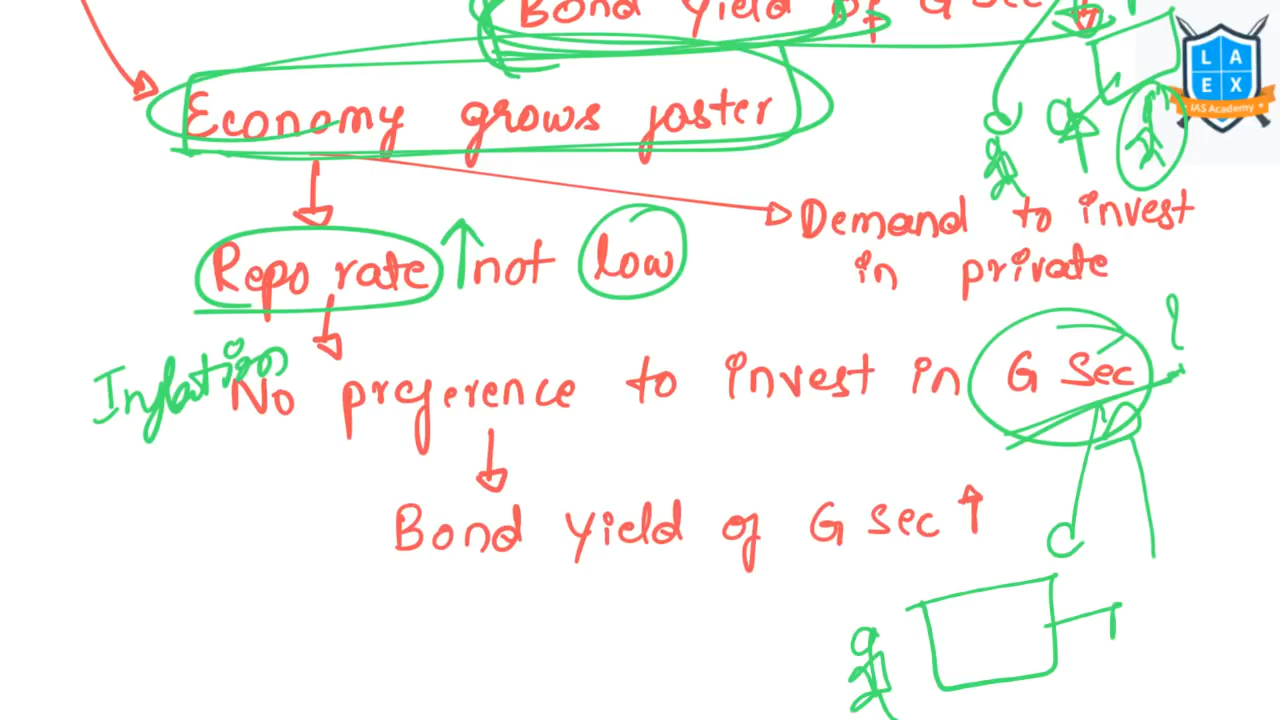 Bond Yield of G Sec
Economy grows faster
Demand to invest
in private
Repo rate ↑ not low
Inflation
No preference to invest in G Sec
Bond Yield of G Sec ↑
L A
E X
IAS Academy